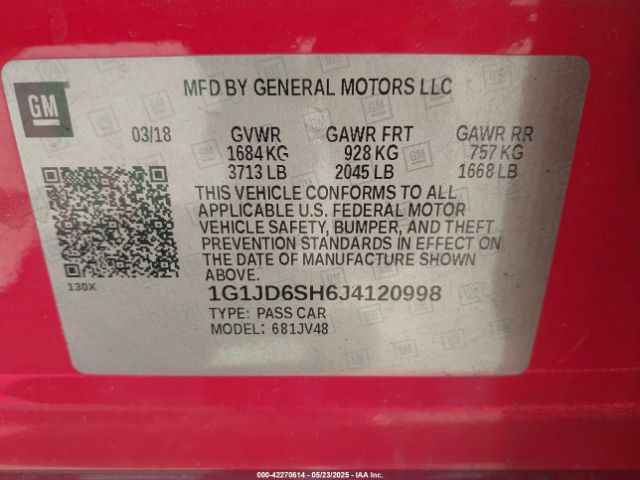 GM
MFD BY GENERAL MOTORS LLC
03/18 GVWR GAWR FRT GAWR RR
1684 KG 928 KG 757 KG
3713 LB 2045 LB 1668 LB
THIS VEHICLE CONFORMS TO ALL
APPLICABLE U.S. FEDERAL MOTOR
VEHICLE SAFETY, BUMPER, AND THEFT
PREVENTION STANDARDS IN EFFECT ON
THE DATE OF MANUFACTURE SHOWN
ABOVE.
130X
1G1JD6SH6J4120998
TYPE: PASS CAR
MODEL: 681JV48
000-42270614 - 05/23/2025 - IAA Inc.